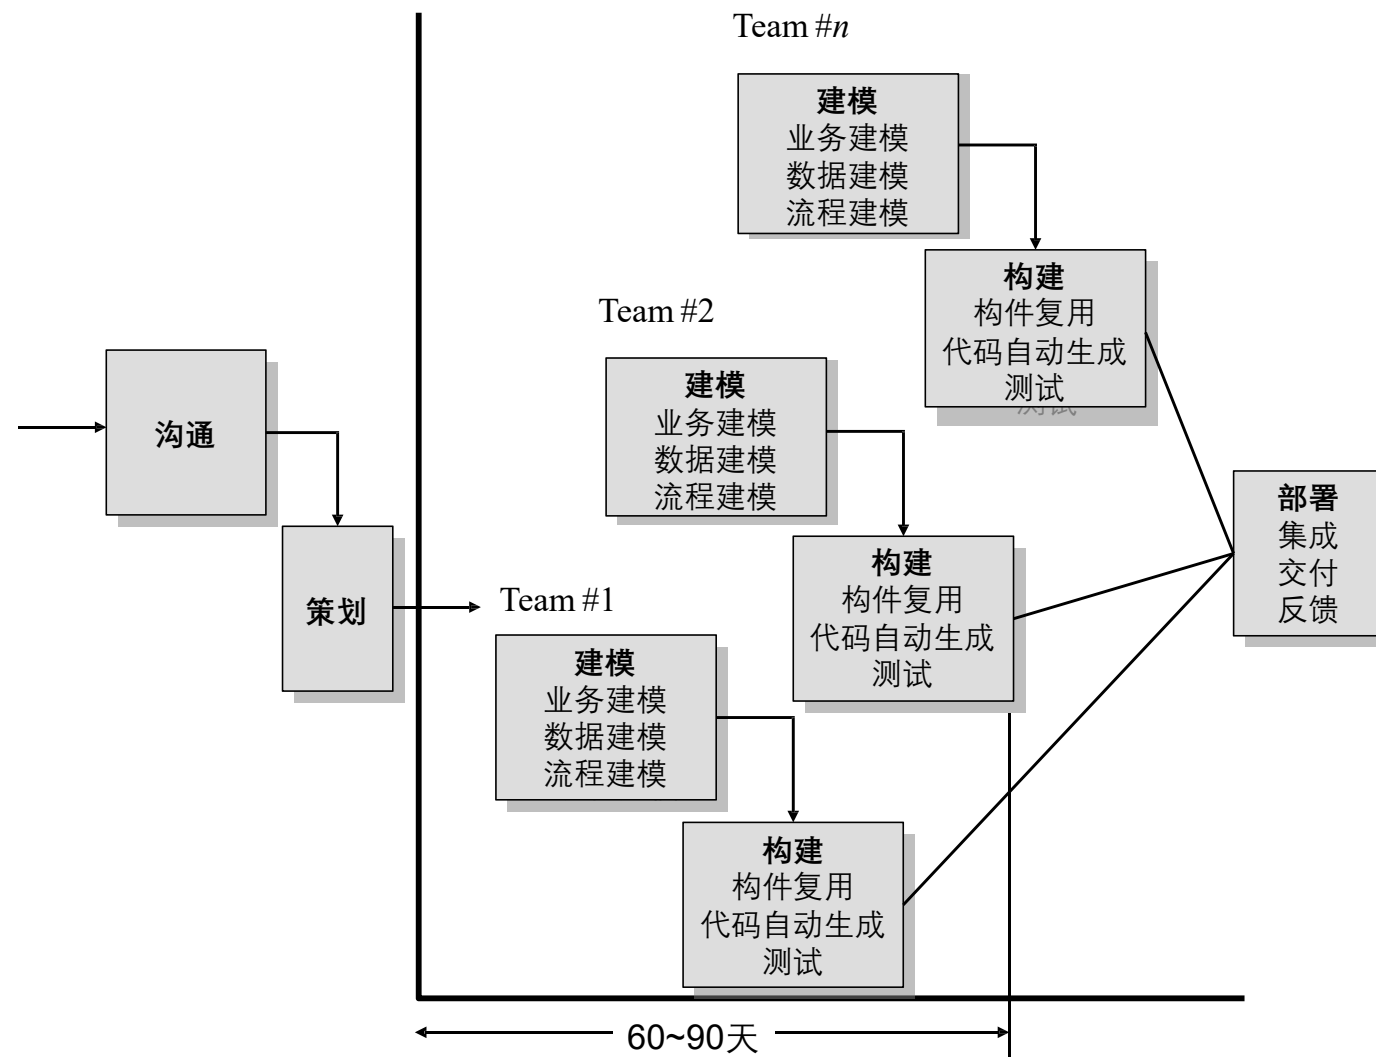 Team #n
建模
业务建模
数据建模
流程建模
构建
构件复用
代码自动生成
测试
Team #2
建模
业务建模
数据建模
流程建模
构建
构件复用
代码自动生成
测试
沟通
策划
Team #1
建模
业务建模
数据建模
流程建模
构建
构件复用
代码自动生成
测试
部署
集成
交付
反馈
60~90天